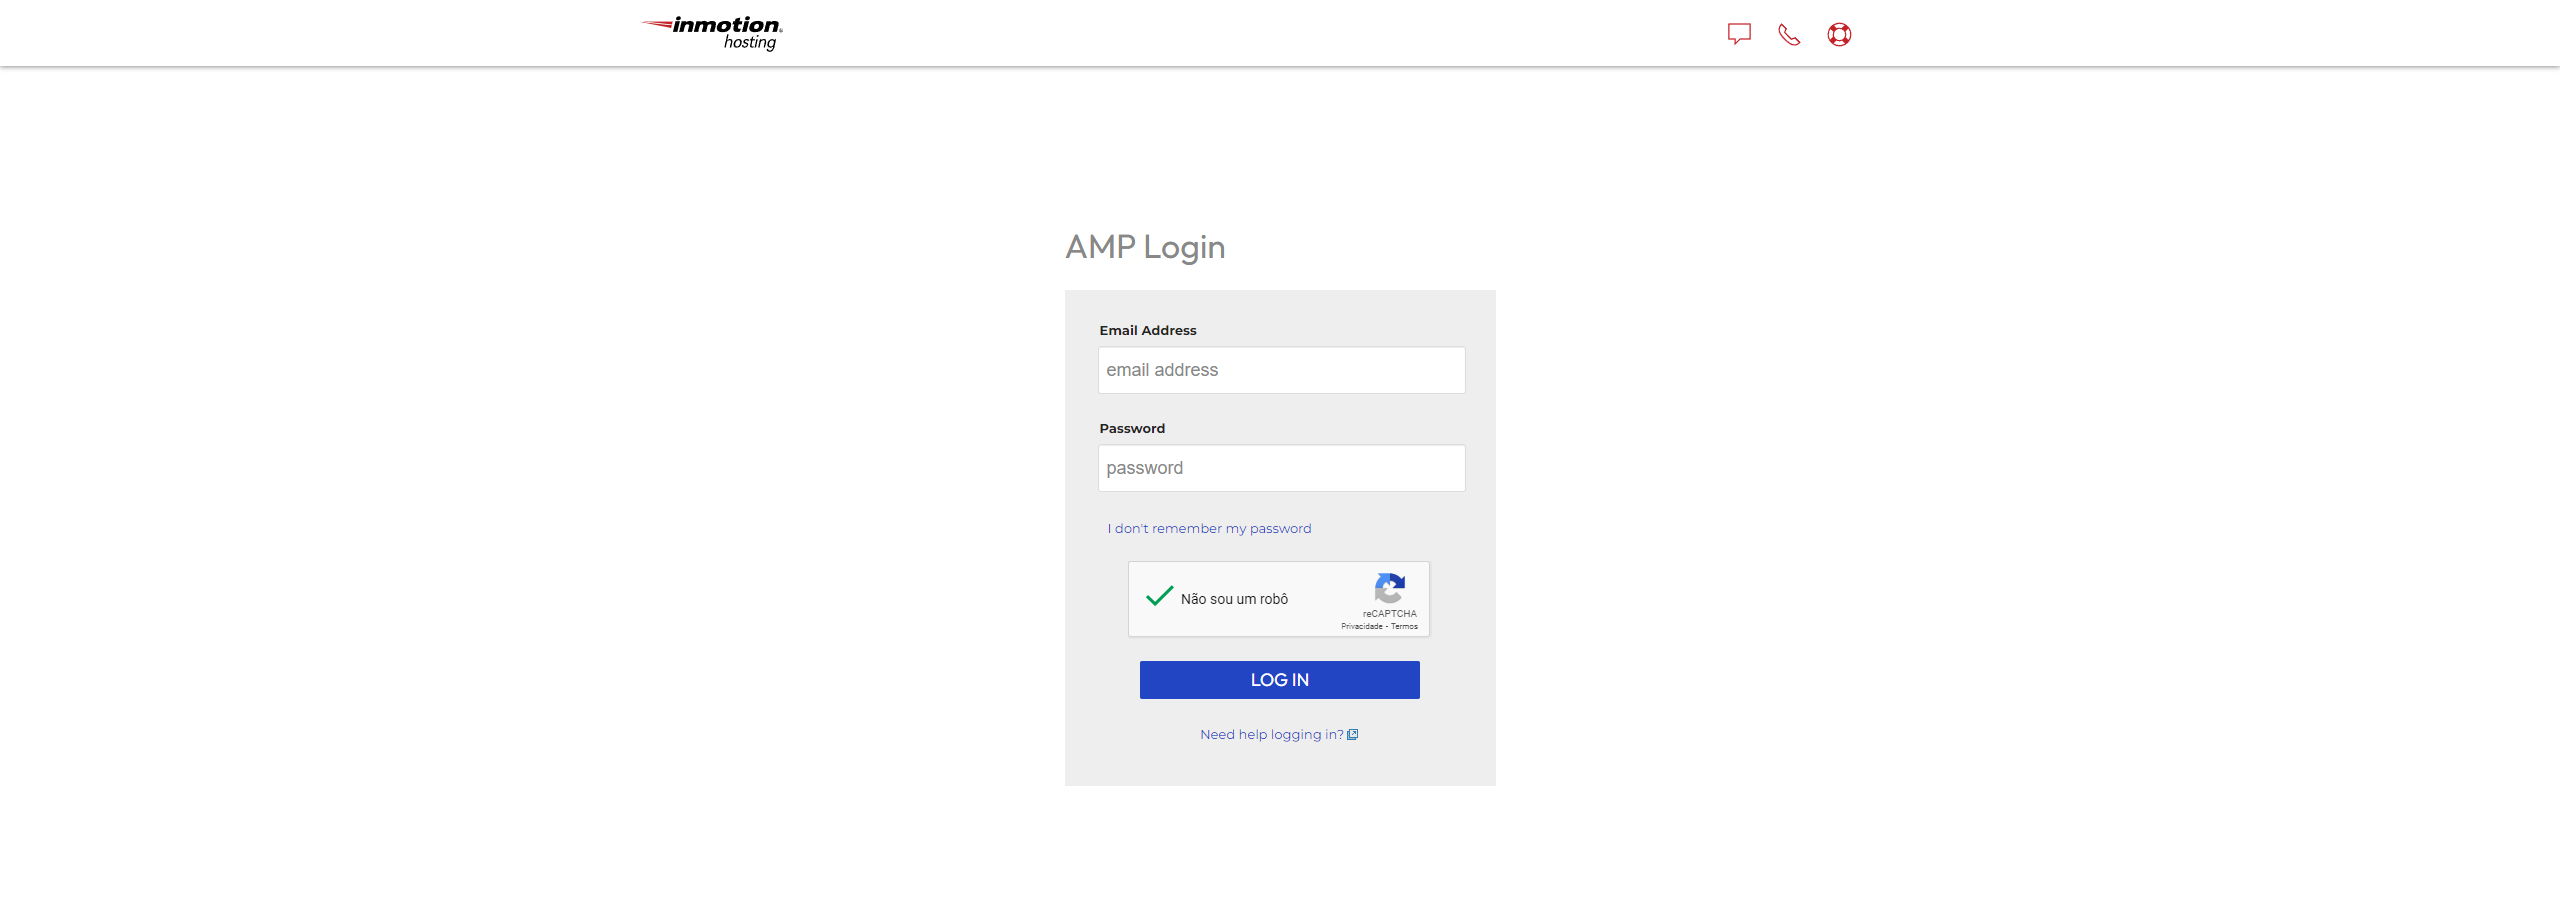 inmotion
hosting
AMP Login
Email Address
email address
Password
password
I don't remember my password
Não sou um robô
reCAPTCHA
Privacidade - Termos
LOG IN
Need help logging in?